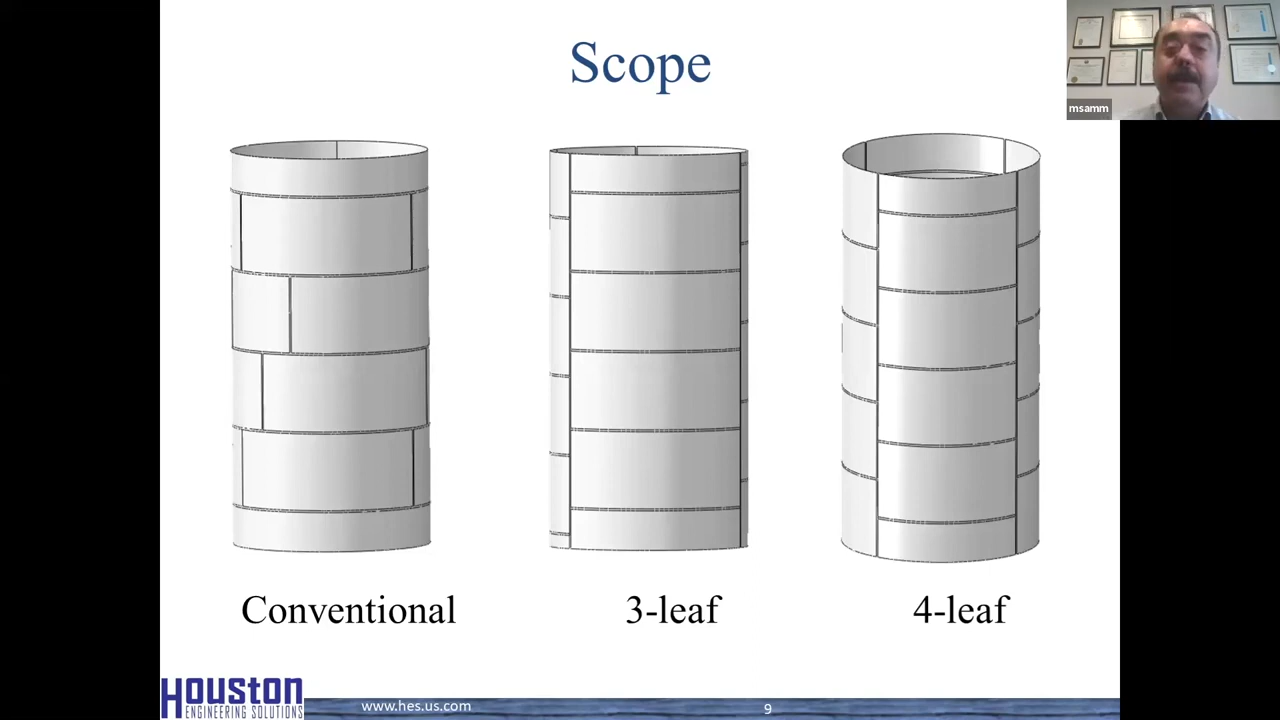 Scope
msamm
Conventional
3-leaf
4-leaf
HOUSTON
ENGINEERING SOLUTIONS
www.hes.us.com
9